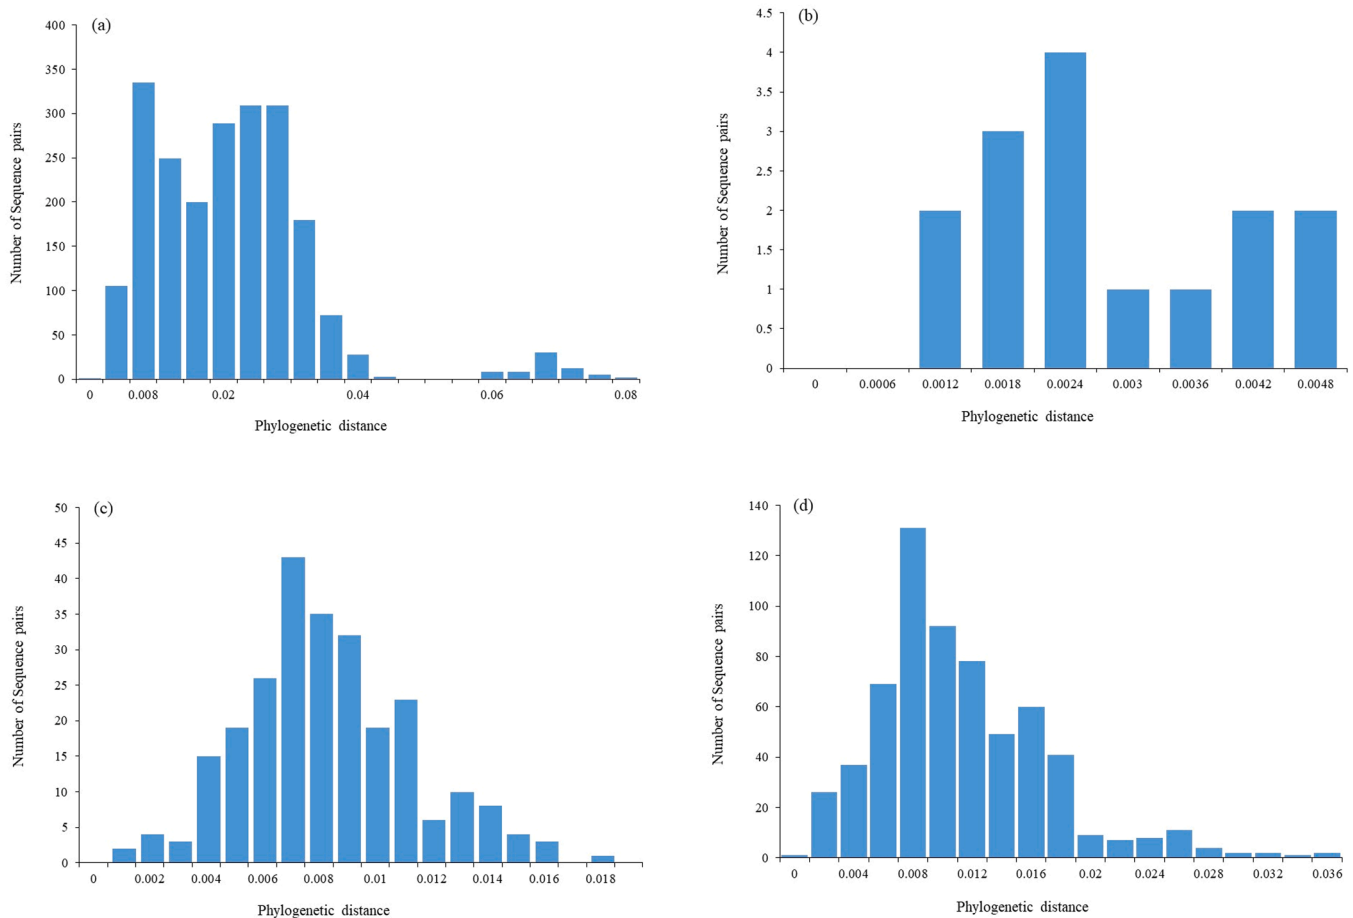 (a)
400
350
300
250
200
150
100
50
0
Number of Sequence pairs
0 0.008 0.02 0.04 0.06 0.08
Phylogenetic distance
(b)
4.5
4
3.5
3
2.5
2
1.5
1
0.5
0
Number of Sequence pairs
0 0.0006 0.0012 0.0018 0.0024 0.003 0.0036 0.0042 0.0048
Phylogenetic distance
(c)
50
45
40
35
30
25
20
15
10
5
0
Number of Sequence pairs
0 0.002 0.004 0.006 0.008 0.01 0.012 0.014 0.016 0.018
Phylogenetic distance
(d)
140
120
100
80
60
40
20
0
Number of Sequence pairs
0 0.004 0.008 0.012 0.016 0.02 0.024 0.028 0.032 0.036
Phylogenetic distance